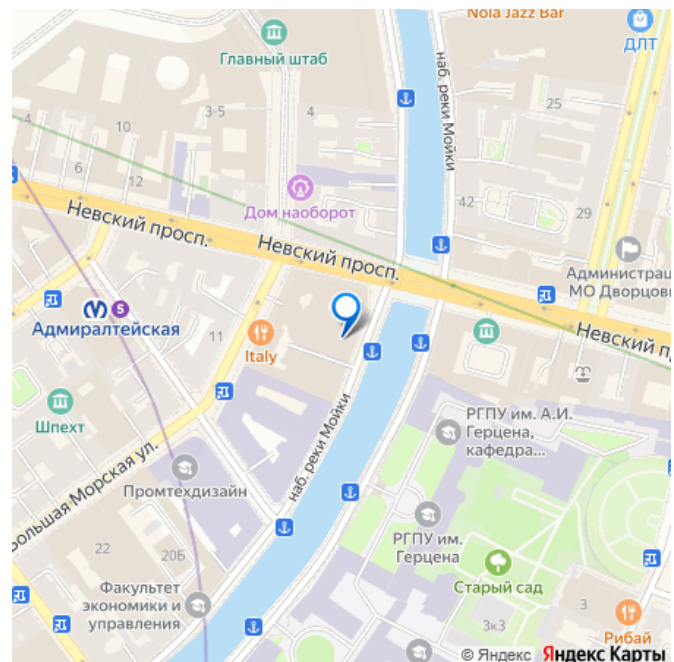 Nola Jazz Bar
ДЛТ
Главный штаб
наб. реки Мойки
3-5
4
25
10
4
6
12
Дом наоборот
42
29
Невский просп.
Невский просп.
Администрац
МО Дворцовы
5
Адмиралтейская
11
Italy
Невский п
Шпехт
наб. реки Мойки
РГПУ им. А.И.
Герцена,
кафедра...
Большая Морская ул.
Промтехдизайн
РГПУ им.
Герцена
22
20Б
Старый сад
Факультет
экономики и
управления
3
3к3
Рибай
© Яндекс Яндекс Карты